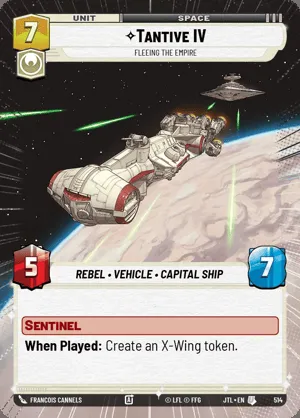 UNIT
SPACE
7
✧TANTIVE IV
FLEEING THE EMPIRE
5
7
REBEL • VEHICLE • CAPITAL SHIP
SENTINEL
When Played: Create an X-Wing token.
FRANCOIS CANNELS
© LFL © FFG
JTL • EN
514